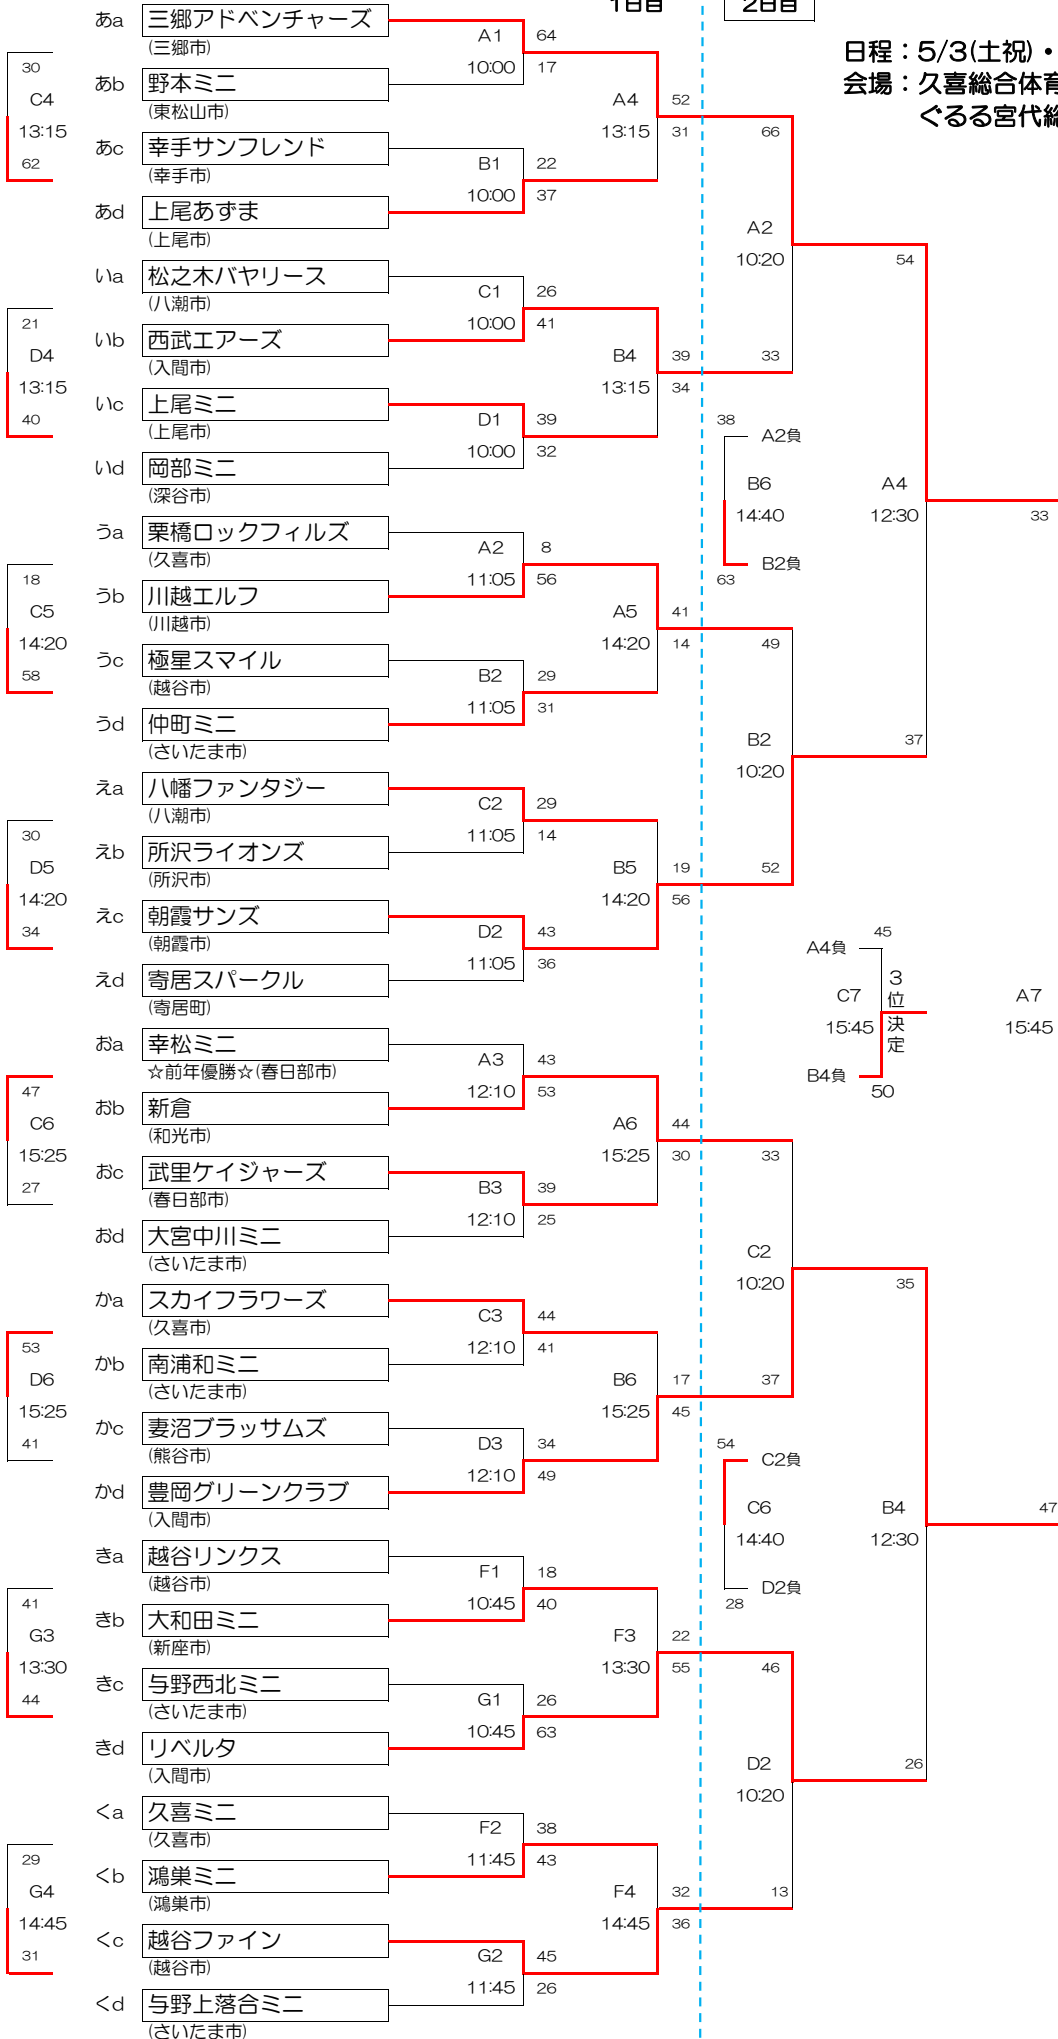 1日目
2日目
日程：5/3(土祝)・
会場：久喜総合体育
ぐるる宮代総
あa 三郷アドベンチャーズ
(三郷市)
A1 64
10:00 17
30
あb 野本ミニ
(東松山市)
C4
13:15
62
A4 52
13:15 31
66
あc 幸手サンフレンド
(幸手市)
B1 22
10:00 37
あd 上尾あずま
(上尾市)
A2
10:20
54
いa 松之木バヤリース
(八潮市)
C1 26
10:00 41
21
いb 西武エアーズ
(入間市)
D4
13:15
40
B4 39
13:15 34
33
いc 上尾ミニ
(上尾市)
D1 39
10:00 32
いd 岡部ミニ
(深谷市)
38
A2負
B6
14:40
B2負
63
A4
12:30
33
うa 栗橋ロックフィルズ
(久喜市)
A2 8
11:05 56
18
うb 川越エルフ
(川越市)
C5
14:20
58
A5 41
14:20 14
49
うc 極星スマイル
(越谷市)
B2 29
11:05 31
うd 仲町ミニ
(さいたま市)
B2
10:20
37
えa 八幡ファンタジー
(八潮市)
C2 29
11:05 14
30
えb 所沢ライオンズ
(所沢市)
D5
14:20
34
B5 19
14:20 56
52
えc 朝霞サンズ
(朝霞市)
D2 43
11:05 36
えd 寄居スパークル
(寄居町)
45
A4負
C7
15:45
3位決定
B4負
50
A7
15:45
おa 幸松ミニ
☆前年優勝☆(春日部市)
A3 43
12:10 53
47
おb 新倉
(和光市)
C6
15:25
27
A6 44
15:25 30
33
おc 武里ケイジャーズ
(春日部市)
B3 39
12:10 25
おd 大宮中川ミニ
(さいたま市)
C2
10:20
35
かa スカイフラワーズ
(久喜市)
C3 44
12:10 41
53
かb 南浦和ミニ
(さいたま市)
D6
15:25
41
B6 17
15:25 45
37
かc 妻沼ブラッサムズ
(熊谷市)
D3 34
12:10 49
かd 豊岡グリーンクラブ
(入間市)
54
C2負
C6
14:40
D2負
28
B4
12:30
47
きa 越谷リンクス
(越谷市)
F1 18
10:45 40
41
きb 大和田ミニ
(新座市)
G3
13:30
44
F3 22
13:30 55
46
きc 与野西北ミニ
(さいたま市)
G1 26
10:45 63
きd リベルタ
(入間市)
D2
10:20
26
くa 久喜ミニ
(久喜市)
F2 38
11:45 43
29
くb 鴻巣ミニ
(鴻巣市)
G4
14:45
31
F4 32
14:45 36
13
くc 越谷ファイン
(越谷市)
G2 45
11:45 26
くd 与野上落合ミニ
(さいたま市)